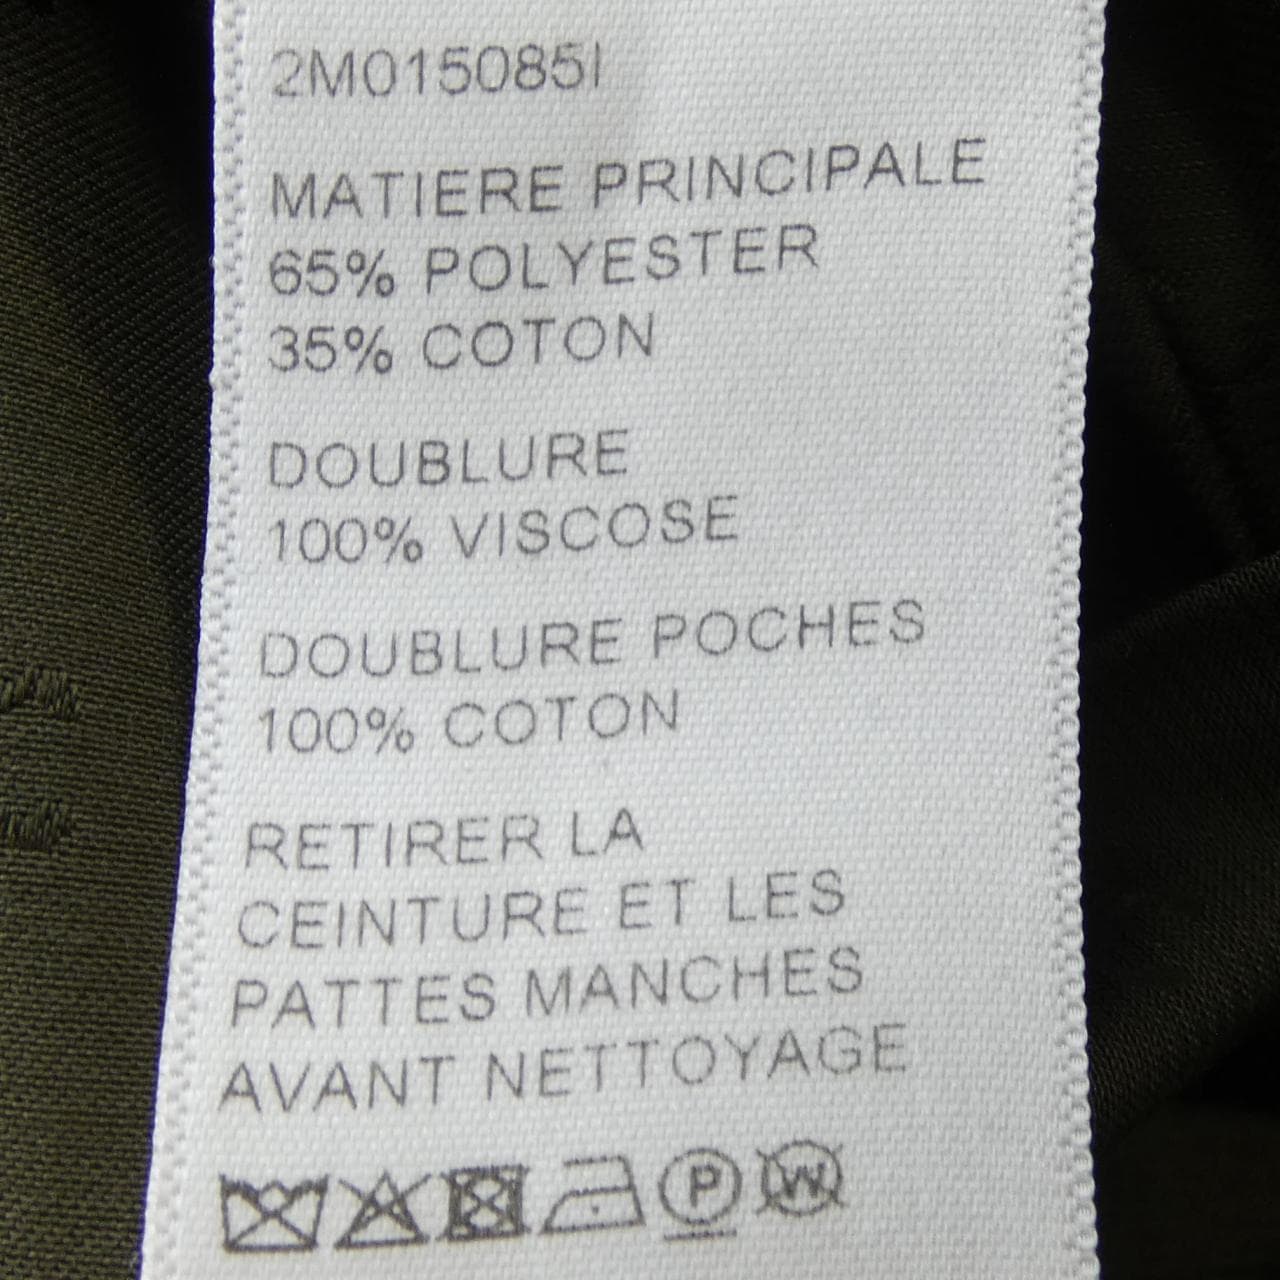 2M015085I
MATIERE PRINCIPALE
65% POLYESTER
35% COTON
DOUBLURE
100% VISCOSE
DOUBLURE POCHES
100% COTON
RETIRER LA
CEINTURE ET LES
PATTES MANCHES
AVANT NETTOYAGE
P W